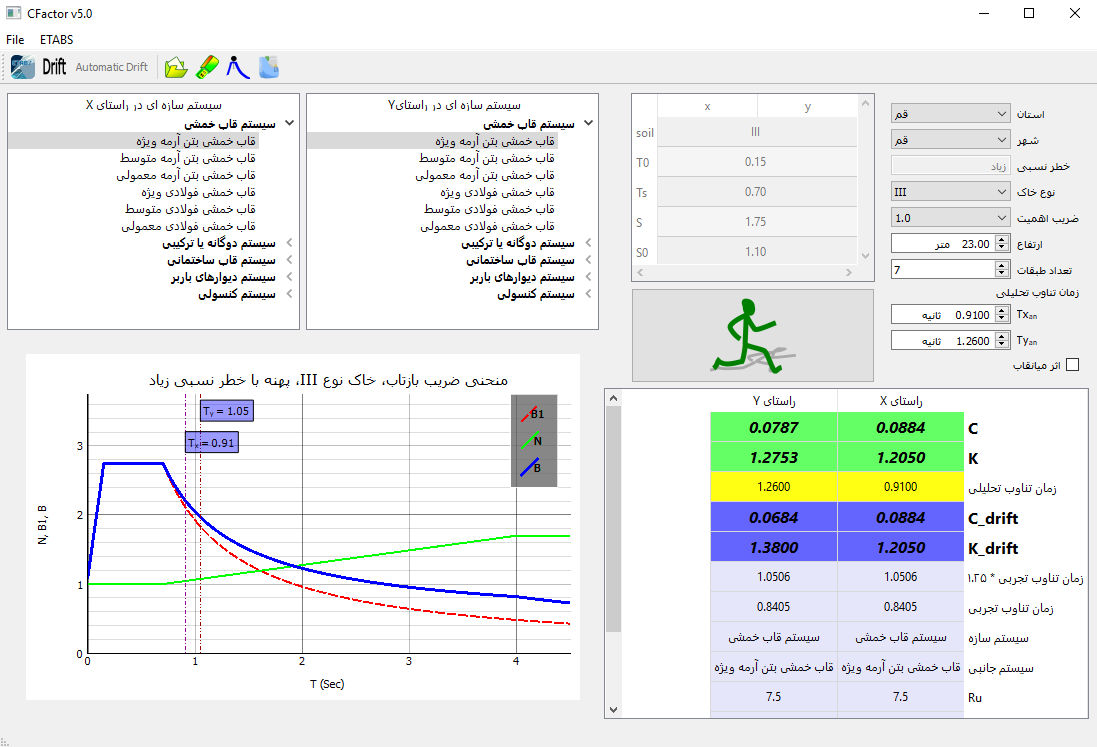 CFactor v5.0
File ETABS
Drift Automatic Drift
سیستم سازه ای در راستای X
سیستم قاب خمشی
قاب خمشی بتن آرمه ویژه
قاب خمشی بتن آرمه متوسط
قاب خمشی بتن آرمه معمولی
قاب خمشی فولادی ویژه
قاب خمشی فولادی متوسط
قاب خمشی فولادی معمولی
سیستم دوگانه یا ترکیبی
سیستم قاب ساختمانی
سیستم دیوارهای باربر
سیستم کنسولی
سیستم سازه ای در راستایY
سیستم قاب خمشی
قاب خمشی بتن آرمه ویژه
قاب خمشی بتن آرمه متوسط
قاب خمشی بتن آرمه معمولی
قاب خمشی فولادی ویژه
قاب خمشی فولادی متوسط
قاب خمشی فولادی معمولی
سیستم دوگانه یا ترکیبی
سیستم قاب ساختمانی
سیستم دیوارهای باربر
سیستم کنسولی
x y
soil III
T0 0.15
Ts 0.70
S 1.75
S0 1.10
استان قم
شهر قم
خطر نسبی زیاد
نوع خاک III
ضریب اهمیت 1.0
ارتفاع 23.00 متر
تعداد طبقات 7
زمان تناوب تحلیلی
Txan 0.9100 ثانیه
Tyan 1.2600 ثانیه
اثر میانقاب
منحنی ضریب بازتاب، خاک نوع III، پهنه با خطر نسبی زیاد
Ty = 1.05
Tx = 0.91
B1
N
B
N, B1, B
3
2
1
0
0 1 2 3 4
T (Sec)
راستای Y راستای X
0.0787 0.0884 C
1.2753 1.2050 K
1.2600 0.9100 زمان تناوب تحلیلی
0.0684 0.0884 C_drift
1.3800 1.2050 K_drift
1.0506 1.0506 زمان تناوب تجربی * ۱.۲۵
0.8405 0.8405 زمان تناوب تجربی
سیستم قاب خمشی سیستم قاب خمشی سیستم سازه
قاب خمشی بتن آرمه ویژه قاب خمشی بتن آرمه ویژه سیستم جانبی
7.5 7.5 Ru